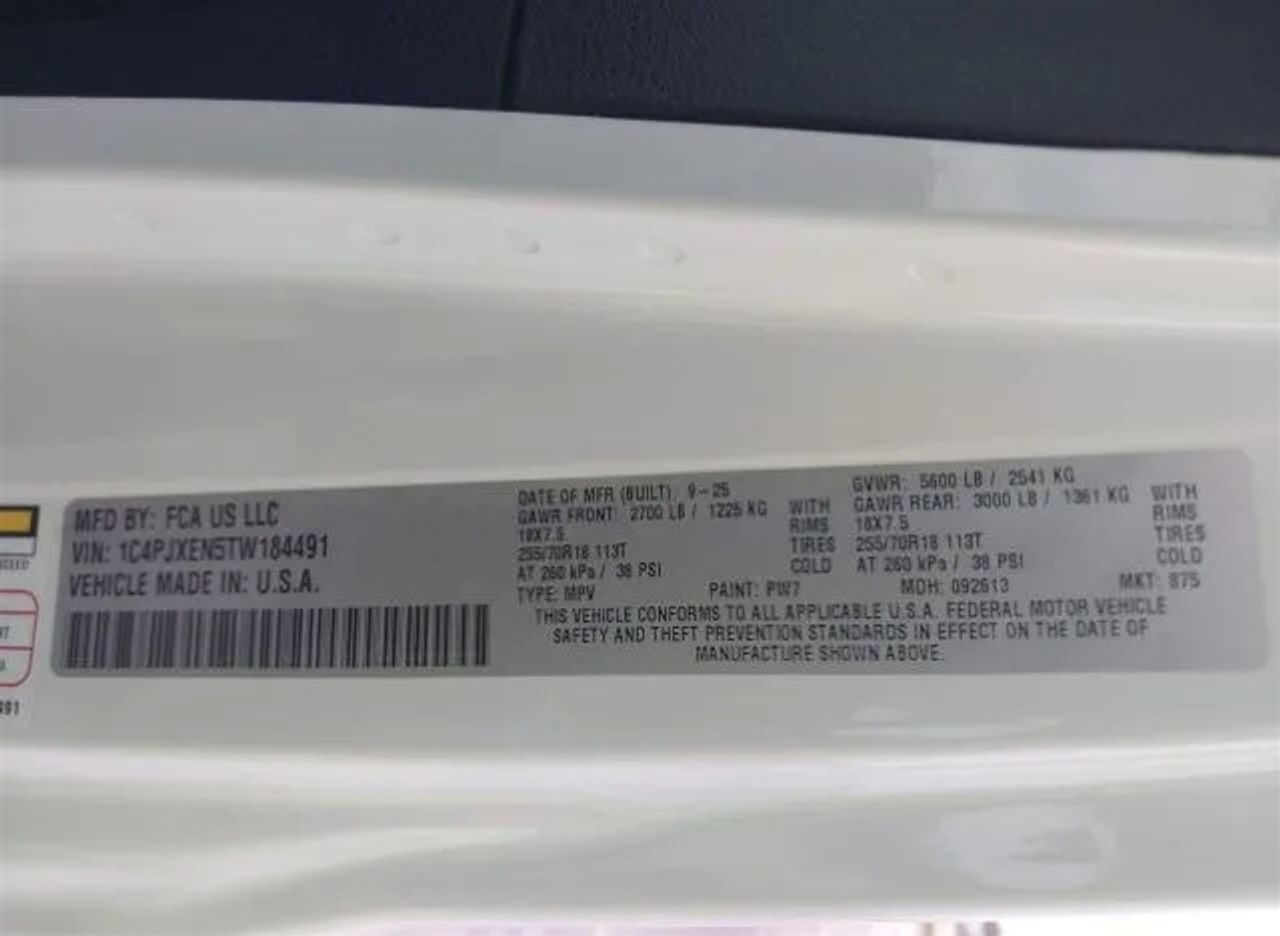 MFD BY: FCA US LLC
VIN: 1C4PJXEN5TW184491
VEHICLE MADE IN: U.S.A.
DATE OF MFR (BUILT): 9-25
GAWR FRONT: 2700 LB / 1225 KG WITH
18X7.5 RIMS
255/70R18 113T TIRES
AT 260 kPa / 38 PSI COLD
GVWR: 5600 LB / 2541 KG
GAWR REAR: 3000 LB / 1361 KG WITH
18X7.5 RIMS
255/70R18 113T TIRES
AT 260 kPa / 38 PSI COLD
TYPE: MPV PAINT: PW7 MDH: 092613 MKT: 875
THIS VEHICLE CONFORMS TO ALL APPLICABLE U.S.A. FEDERAL MOTOR VEHICLE
SAFETY AND THEFT PREVENTION STANDARDS IN EFFECT ON THE DATE OF
MANUFACTURE SHOWN ABOVE.